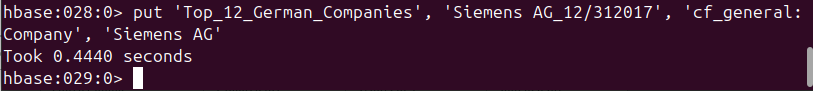 hbase:028:0> put 'Top_12_German_Companies', 'Siemens AG_12/312017', 'cf_general:
Company', 'Siemens AG'
Took 0.4440 seconds
hbase:029:0>